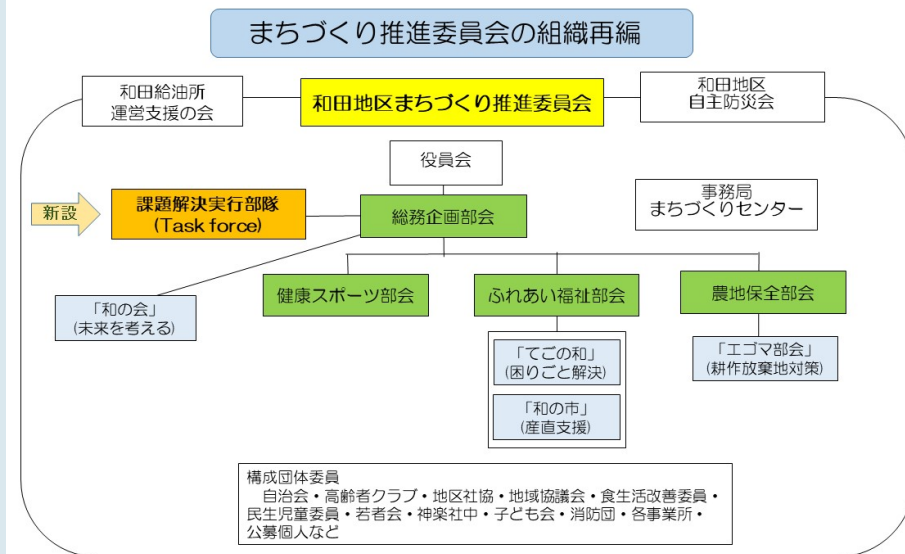 まちづくり推進委員会の組織再編
和田給油所
運営支援の会
和田地区まちづくり推進委員会
和田地区
自主防災会
役員会
新設
課題解決実行部隊
(Task force)
総務企画部会
事務局
まちづくりセンター
「和の会」
(未来を考える)
健康スポーツ部会
ふれあい福祉部会
農地保全部会
「てごの和」
(困りごと解決)
「和の市」
(産直支援)
「エゴマ部会」
(耕作放棄地対策)
構成団体委員
自治会・高齢者クラブ・地区社協・地域協議会・食生活改善委員・
民生児童委員・若者会・神楽社中・子ども会・消防団・各事業所・
公募個人など